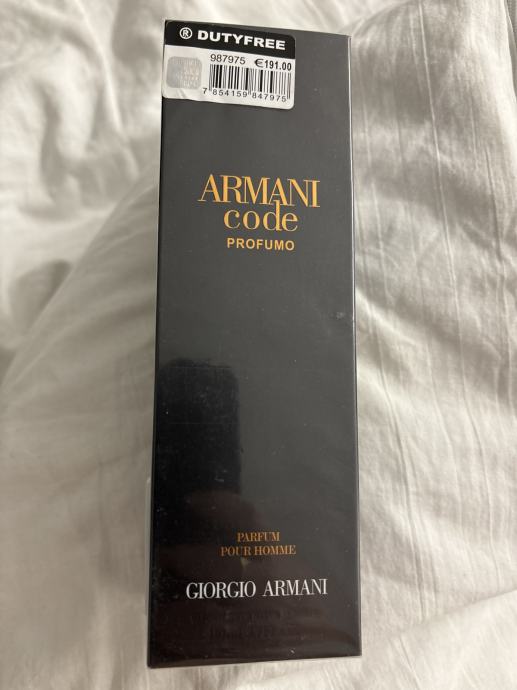 ® DUTYFREE
987975 €191.00
7 854159 847975
ARMANI
code
PROFUMO
PARFUM
POUR HOMME
GIORGIO ARMANI